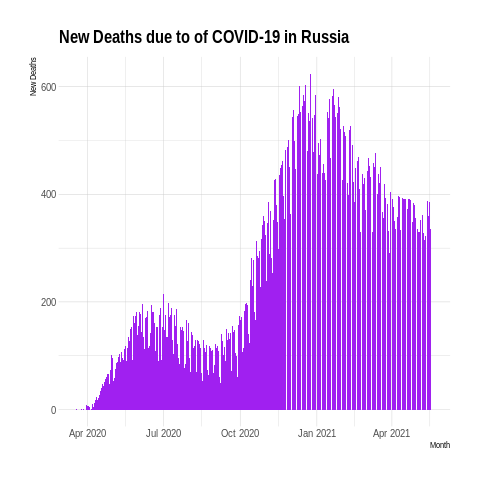 New Deaths due to of COVID-19 in Russia
New Deaths
600
400
200
0
Apr 2020 Jul 2020 Oct 2020 Jan 2021 Apr 2021
Month